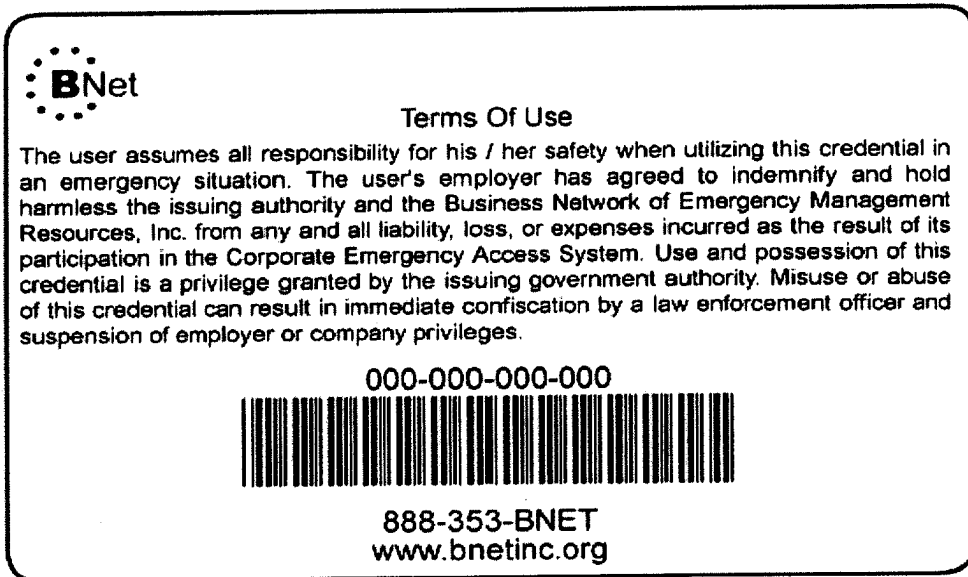 BNet
Terms Of Use
The user assumes all responsibility for his / her safety when utilizing this credential in
an emergency situation. The user's employer has agreed to indemnify and hold
harmless the issuing authority and the Business Network of Emergency Management
Resources, Inc. from any and all liability, loss, or expenses incurred as the result of its
participation in the Corporate Emergency Access System. Use and possession of this
credential is a privilege granted by the issuing government authority. Misuse or abuse
of this credential can result in immediate confiscation by a law enforcement officer and
suspension of employer or company privileges.
000-000-000-000
888-353-BNET
www.bnetinc.org